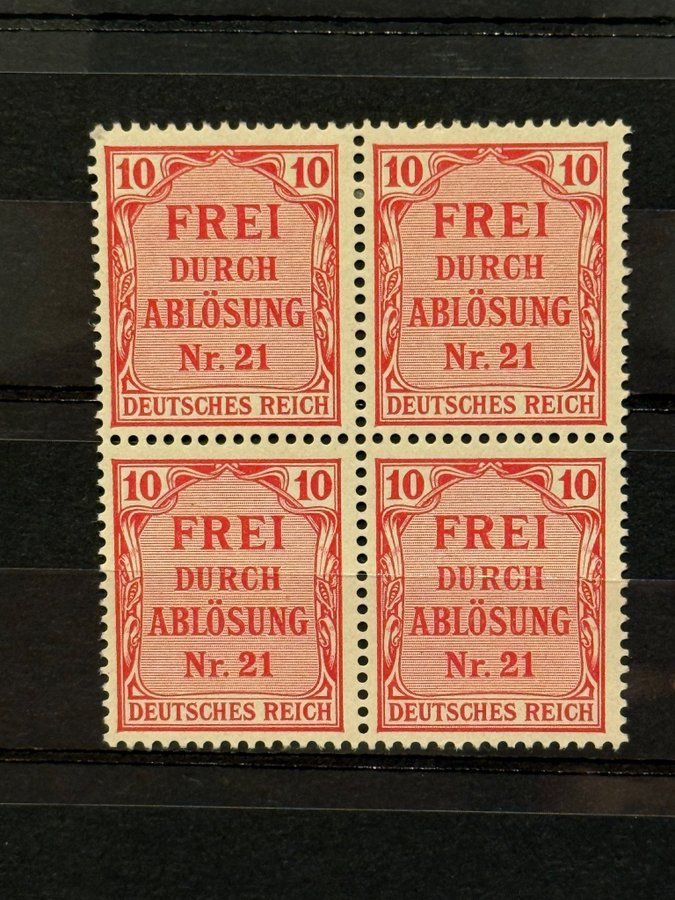 10 10
FREI
DURCH
ABLÖSUNG
Nr. 21
DEUTSCHES REICH
10 10
FREI
DURCH
ABLÖSUNG
Nr. 21
DEUTSCHES REICH
10 10
FREI
DURCH
ABLÖSUNG
Nr. 21
DEUTSCHES REICH
10 10
FREI
DURCH
ABLÖSUNG
Nr. 21
DEUTSCHES REICH